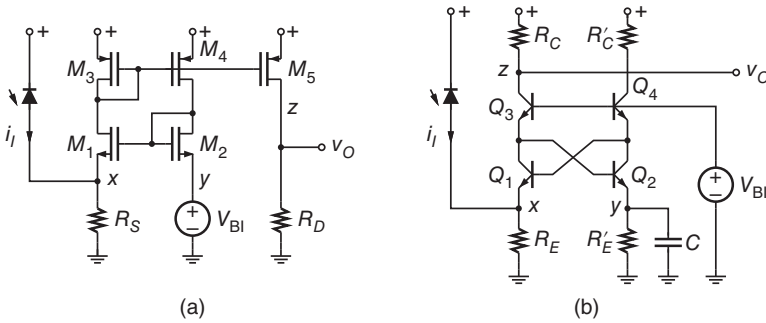 + + + + + + +
M3 M4 M5
iI M1 M2 z vO
x y
RS + − VBI RD
(a)
RC R′C
z vO
Q3 Q4
iI Q1 Q2 + − VBI
x y
RE R′E C
(b)